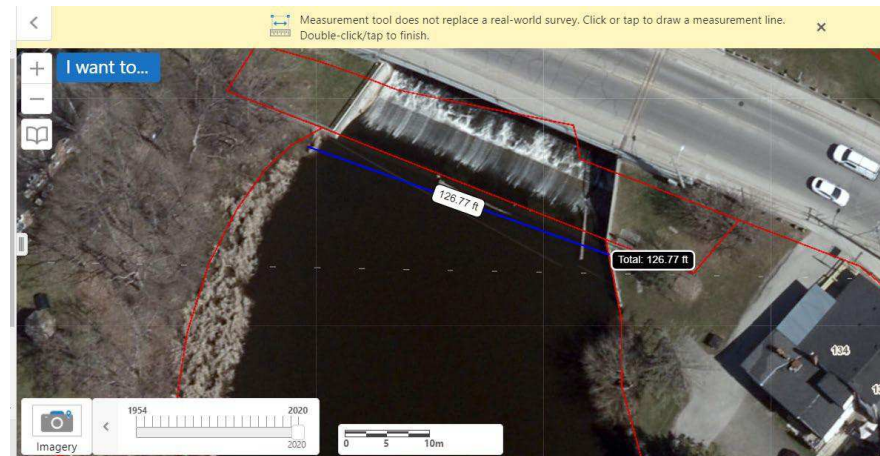 Measurement tool does not replace a real-world survey. Click or tap to draw a measurement line.
Double-click/tap to finish.
I want to...
126.77 ft
Total: 126.77 ft
134
1954
2020
2020
Imagery
0 5 10m